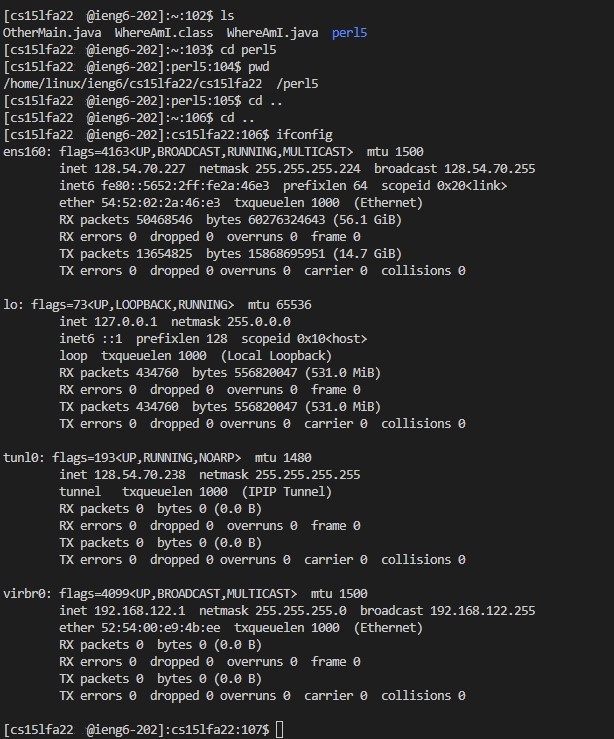 [cs15lfa22 @ieng6-202]:~:102$ ls
OtherMain.java WhereAmI.class WhereAmI.java perl5
[cs15lfa22 @ieng6-202]:~:103$ cd perl5
[cs15lfa22 @ieng6-202]:perl5:104$ pwd
/home/linux/ieng6/cs15lfa22/cs15lfa22 /perl5
[cs15lfa22 @ieng6-202]:perl5:105$ cd ..
[cs15lfa22 @ieng6-202]:~:106$ cd ..
[cs15lfa22 @ieng6-202]:cs15lfa22:106$ ifconfig
ens160: flags=4163<UP,BROADCAST,RUNNING,MULTICAST> mtu 1500
inet 128.54.70.227 netmask 255.255.255.224 broadcast 128.54.70.255
inet6 fe80::5652:2ff:fe2a:46e3 prefixlen 64 scopeid 0x20<link>
ether 54:52:02:2a:46:e3 txqueuelen 1000 (Ethernet)
RX packets 50468546 bytes 60276324643 (56.1 GiB)
RX errors 0 dropped 0 overruns 0 frame 0
TX packets 13654825 bytes 15868695951 (14.7 GiB)
TX errors 0 dropped 0 overruns 0 carrier 0 collisions 0
lo: flags=73<UP,LOOPBACK,RUNNING> mtu 65536
inet 127.0.0.1 netmask 255.0.0.0
inet6 ::1 prefixlen 128 scopeid 0x10<host>
loop txqueuelen 1000 (Local Loopback)
RX packets 434760 bytes 556820047 (531.0 MiB)
RX errors 0 dropped 0 overruns 0 frame 0
TX packets 434760 bytes 556820047 (531.0 MiB)
TX errors 0 dropped 0 overruns 0 carrier 0 collisions 0
tunl0: flags=193<UP,RUNNING,NOARP> mtu 1480
inet 128.54.70.238 netmask 255.255.255.255
tunnel txqueuelen 1000 (IPIP Tunnel)
RX packets 0 bytes 0 (0.0 B)
RX errors 0 dropped 0 overruns 0 frame 0
TX packets 0 bytes 0 (0.0 B)
TX errors 0 dropped 0 overruns 0 carrier 0 collisions 0
virbr0: flags=4099<UP,BROADCAST,MULTICAST> mtu 1500
inet 192.168.122.1 netmask 255.255.255.0 broadcast 192.168.122.255
ether 52:54:00:e9:4b:ee txqueuelen 1000 (Ethernet)
RX packets 0 bytes 0 (0.0 B)
RX errors 0 dropped 0 overruns 0 frame 0
TX packets 0 bytes 0 (0.0 B)
TX errors 0 dropped 0 overruns 0 carrier 0 collisions 0
[cs15lfa22 @ieng6-202]:cs15lfa22:107$